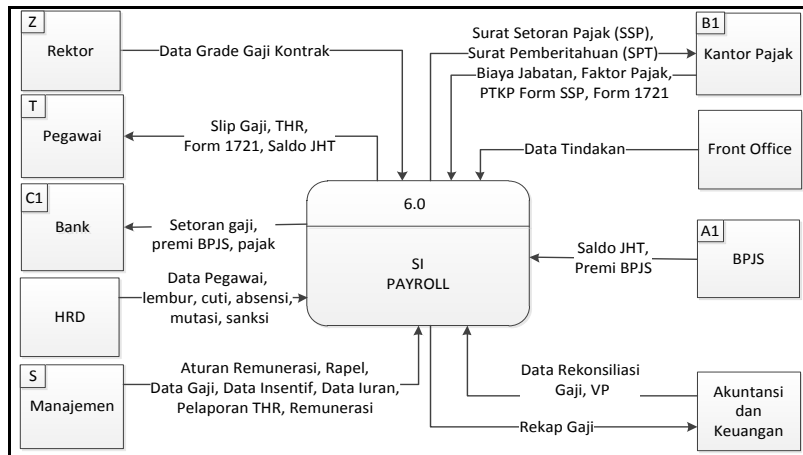 Z
Rektor
Data Grade Gaji Kontrak
Surat Setoran Pajak (SSP),
Surat Pemberitahuan (SPT)
Biaya Jabatan, Faktor Pajak,
PTKP Form SSP, Form 1721
B1
Kantor Pajak
T
Pegawai
Slip Gaji, THR,
Form 1721, Saldo JHT
Data Tindakan
Front Office
C1
Bank
Setoran gaji,
premi BPJS, pajak
6.0
SI
PAYROLL
Saldo JHT,
Premi BPJS
A1
BPJS
HRD
Data Pegawai,
lembur, cuti, absensi,
mutasi, sanksi
S
Manajemen
Aturan Remunerasi, Rapel,
Data Gaji, Data Insentif, Data Iuran,
Pelaporan THR, Remunerasi
Data Rekonsiliasi
Gaji, VP
Rekap Gaji
Akuntansi
dan
Keuangan